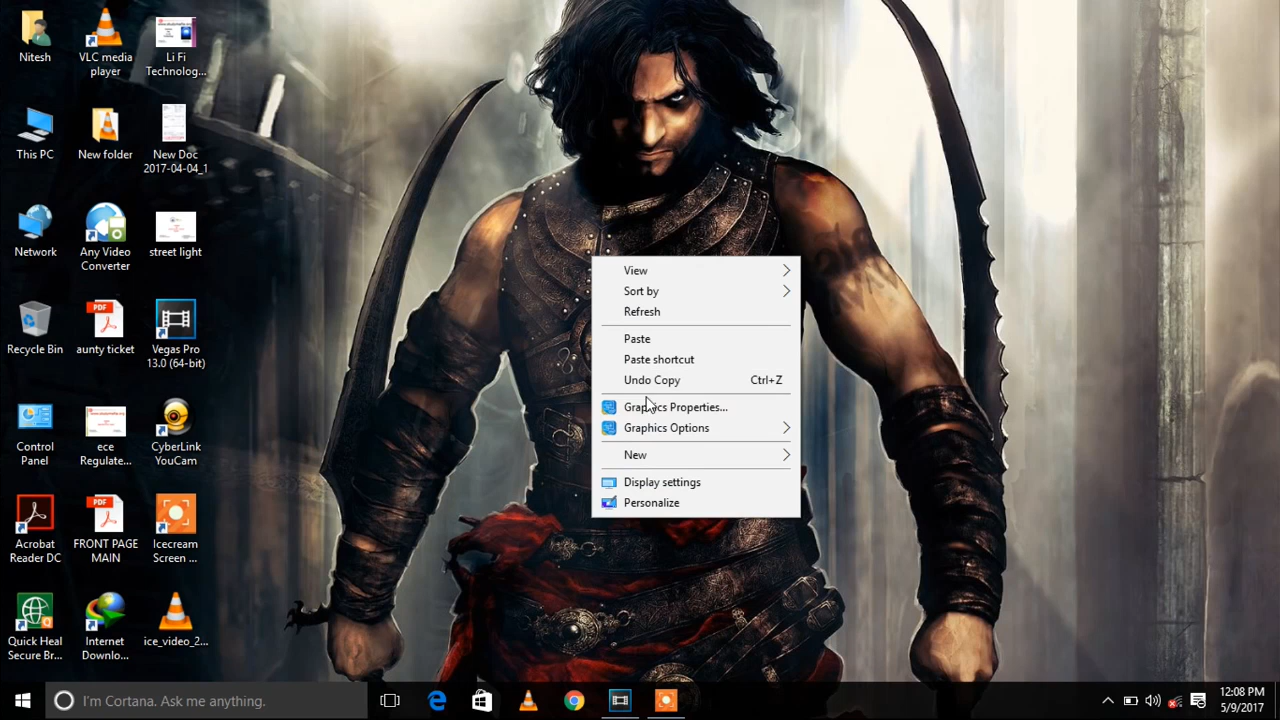 Nitesh
VLC media
player
Li Fi
Technolog...
This PC
New folder
New Doc
2017-04-04_1
Network
Any Video
Converter
street light
Recycle Bin
PDF
aunty ticket
Vegas Pro
13.0 (64-bit)
Control
Panel
ece
Regulate...
CyberLink
YouCam
Acrobat
Reader DC
PDF
FRONT PAGE
MAIN
Icecream
Screen ...
Quick Heal
Secure Br...
Internet
Downlo...
ice_video_2...
View
Sort by
Refresh
Paste
Paste shortcut
Undo Copy Ctrl+Z
Graphics Properties...
Graphics Options
New
Display settings
Personalize
I'm Cortana. Ask me anything.
12:08 PM
5/9/2017